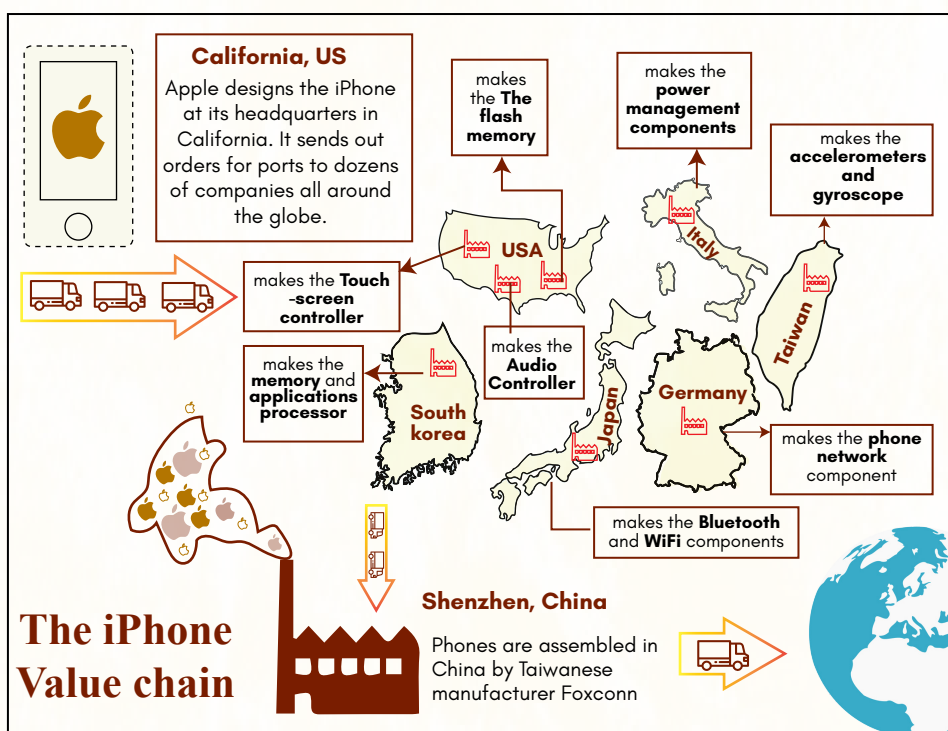 California, US
Apple designs the iPhone
at its headquarters in
California. It sends out
orders for ports to dozens
of companies all around
the globe.
makes
the The
flash
memory
makes the
power
management
components
makes the
accelerometers
and
gyroscope
USA
Italy
Taiwan
makes the Touch
-screen
controller
makes the
memory and
applications
processor
South
korea
makes the
Audio
Controller
Japan
Germany
makes the phone
network
component
makes the Bluetooth
and WiFi components
The iPhone
Value chain
Shenzhen, China
Phones are assembled in
China by Taiwanese
manufacturer Foxconn